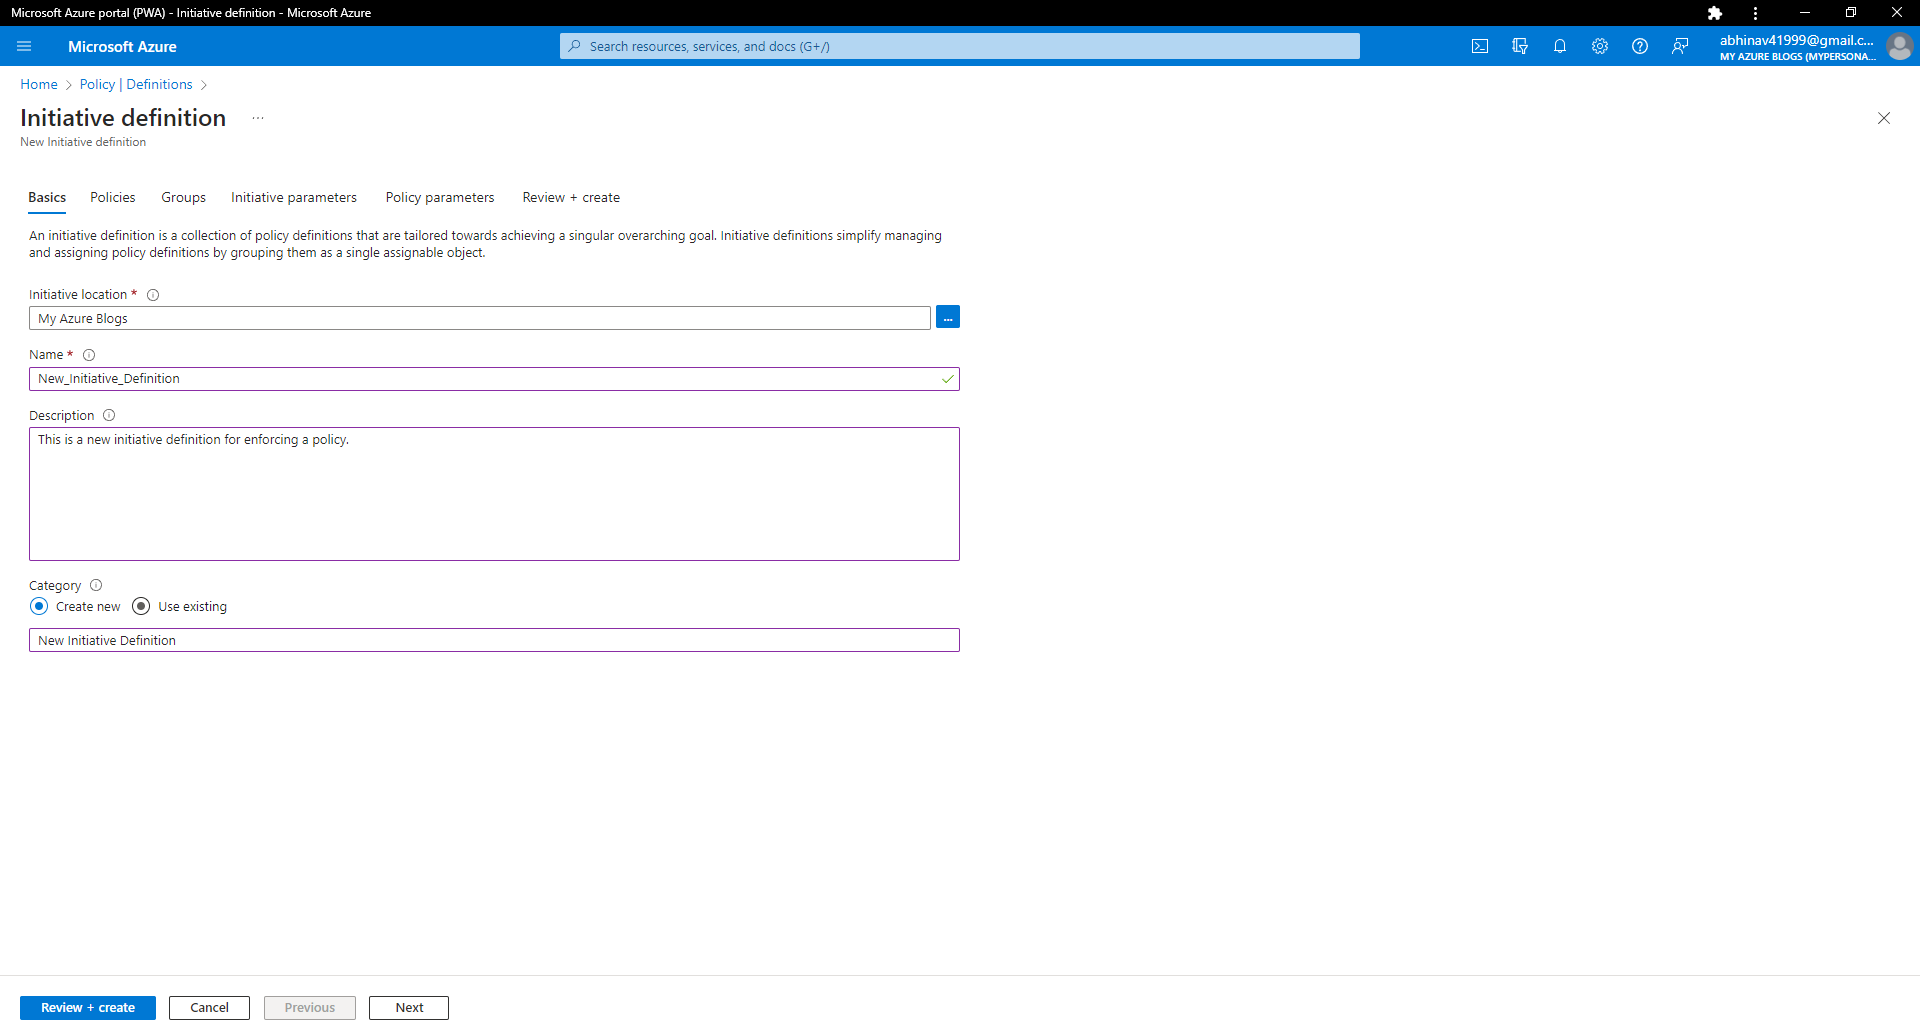 Microsoft Azure portal (PWA) - Initiative definition - Microsoft Azure
Microsoft Azure
Search resources, services, and docs (G+/)
abhinav41999@gmail.c...
MY AZURE BLOGS (MYPERSONA...
Home > Policy | Definitions >
Initiative definition ...
New Initiative definition
Basics Policies Groups Initiative parameters Policy parameters Review + create
An initiative definition is a collection of policy definitions that are tailored towards achieving a singular overarching goal. Initiative definitions simplify managing
and assigning policy definitions by grouping them as a single assignable object.
Initiative location *
My Azure Blogs ...
Name *
New_Initiative_Definition
Description
This is a new initiative definition for enforcing a policy.
Category
Create new Use existing
New Initiative Definition
Review + create Cancel Previous Next